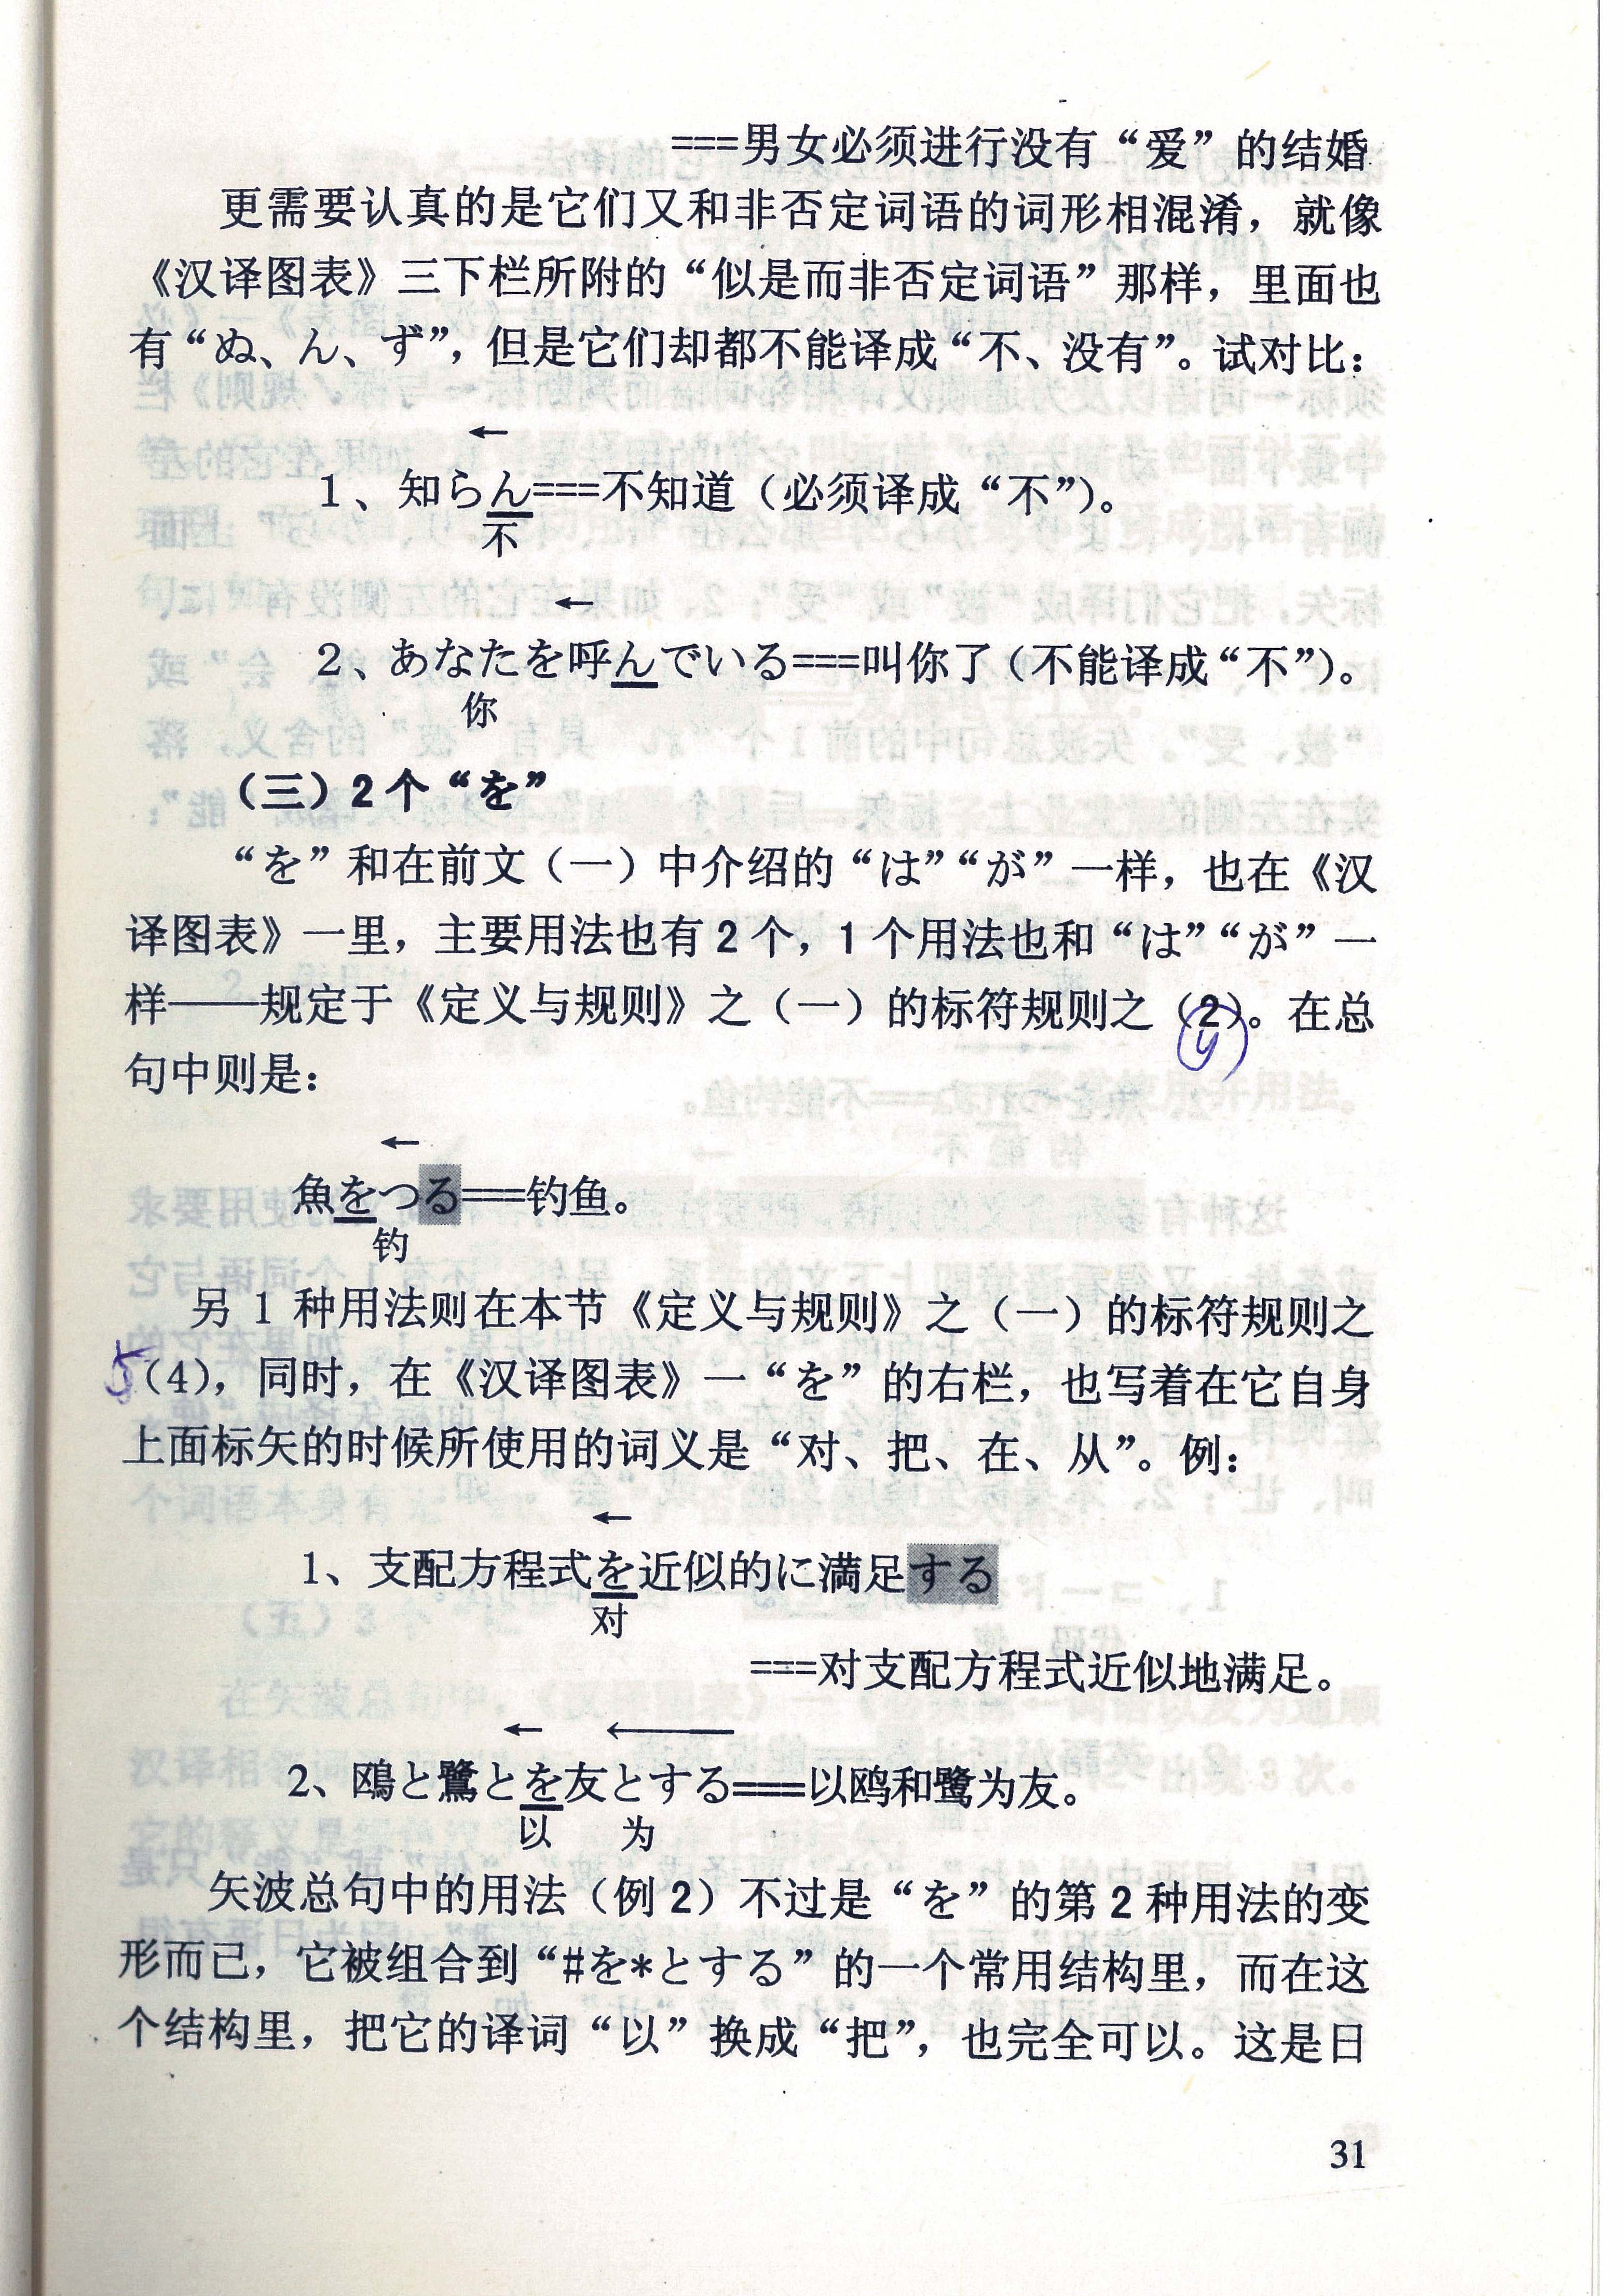 ===男女必须进行没有“爱”的结婚
更需要认真的是它们又和非否定词语的词形相混淆，就像
《汉译图表》三下栏所附的“似是而非否定词语”那样，里面也
有“ぬ、ん、ず”，但是它们却都不能译成“不、没有”。试对比：
←
1、知らん===不知道（必须译成“不”）。
不
←
2、あなたを呼んでいる===叫你了（不能译成“不”）。
你
（三）2个“を”
“を”和在前文（一）中介绍的“は”“が”一样，也在《汉
译图表》一里，主要用法也有2个，1个用法也和“は”“が”一
样——规定于《定义与规则》之（一）的标符规则之（2）。在总
句中则是：
←
魚をつる===钓鱼。
钓
另1种用法则在本节《定义与规则》之（一）的标符规则之
5（4），同时，在《汉译图表》一“を”的右栏，也写着在它自身
上面标矢的时候所使用的词义是“对、把、在、从”。例：
←
1、支配方程式を近似的に満足する
对
===对支配方程式近似地满足。
← ←
2、鴎と鷺とを友とする===以鸥和鹭为友。
以 为
矢波总句中的用法（例2）不过是“を”的第2种用法的变
形而已，它被组合到“#を*とする”的一个常用结构里，而在这
个结构里，把它的译词“以”换成“把”，也完全可以。这是日
31